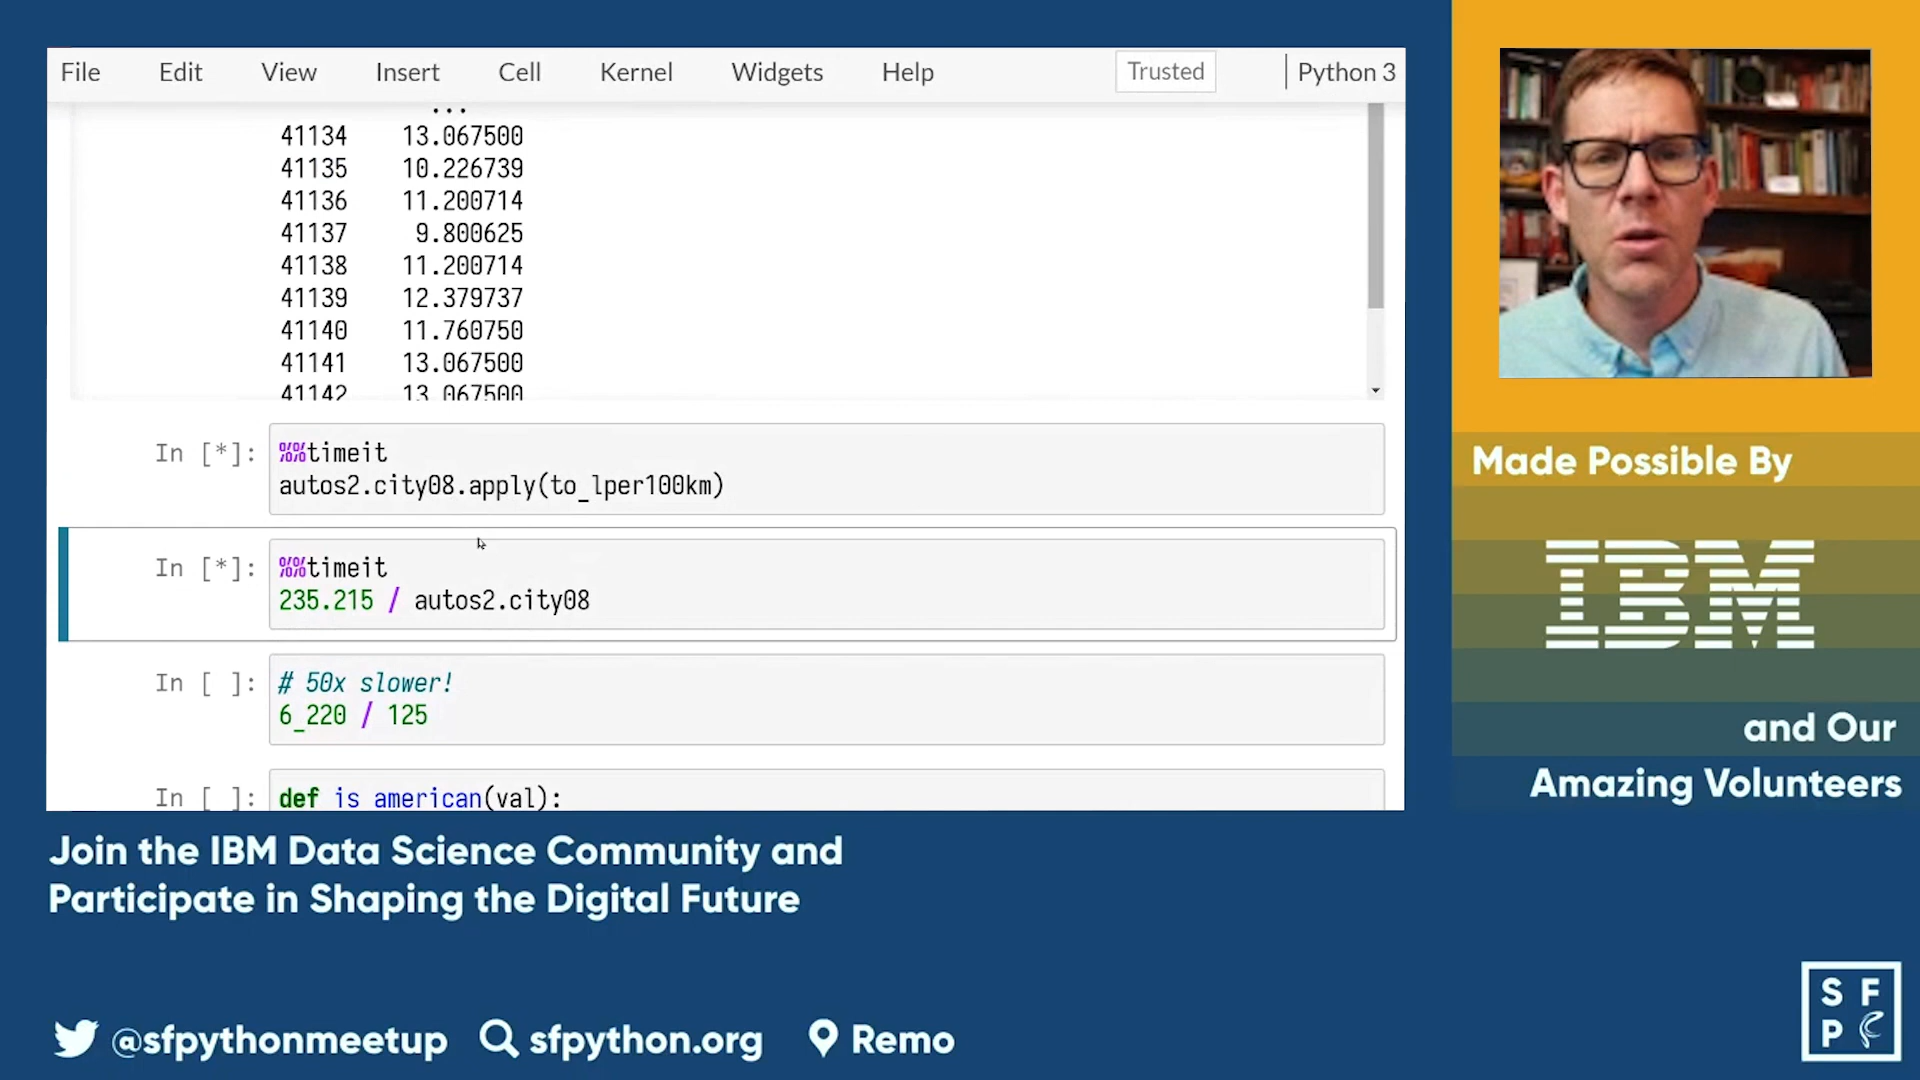 File Edit View Insert Cell Kernel Widgets Help Trusted Python 3
...
41134 13.067500
41135 10.226739
41136 11.200714
41137 9.800625
41138 11.200714
41139 12.379737
41140 11.760750
41141 13.067500
41142 13.067500
In [*]: %%timeit
autos2.city08.apply(to_lper100km)
In [*]: %%timeit
235.215 / autos2.city08
In [ ]: # 50x slower!
6_220 / 125
In [ ]: def is_american(val):
Made Possible By
IBM
and Our
Amazing Volunteers
Join the IBM Data Science Community and
Participate in Shaping the Digital Future
@sfpythonmeetup sfpython.org Remo
S F
P